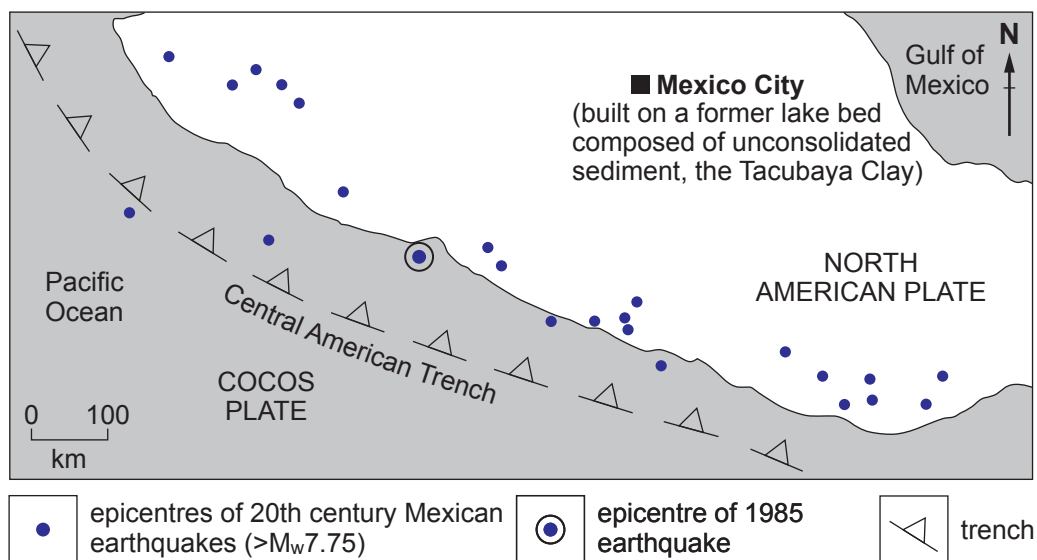 N
Gulf of
Mexico
Mexico City
(built on a former lake bed
composed of unconsolidated
sediment, the Tacubaya Clay)
NORTH
AMERICAN PLATE
Pacific
Ocean
Central American Trench
COCOS
PLATE
0 100
km
epicentres of 20th century Mexican
earthquakes (>Mw7.75)
epicentre of 1985
earthquake
trench